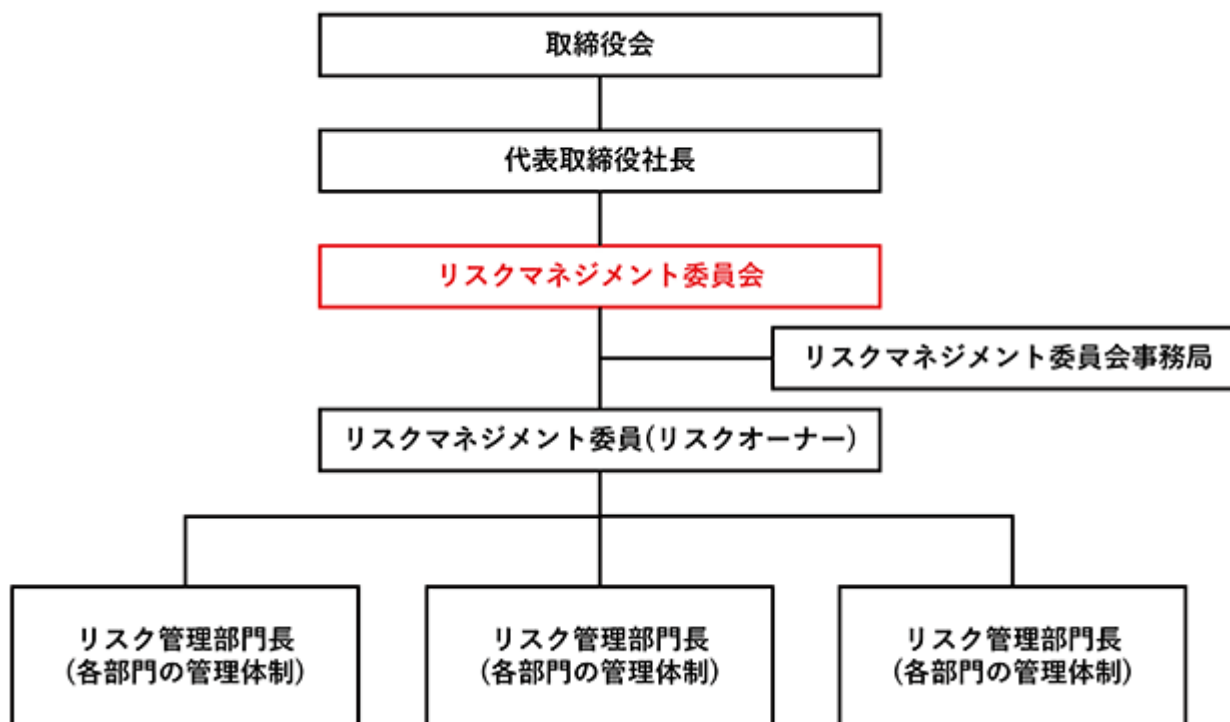 取締役会
代表取締役社長
リスクマネジメント委員会
リスクマネジメント委員会事務局
リスクマネジメント委員(リスクオーナー)
リスク管理部門長
(各部門の管理体制)
リスク管理部門長
(各部門の管理体制)
リスク管理部門長
(各部門の管理体制)